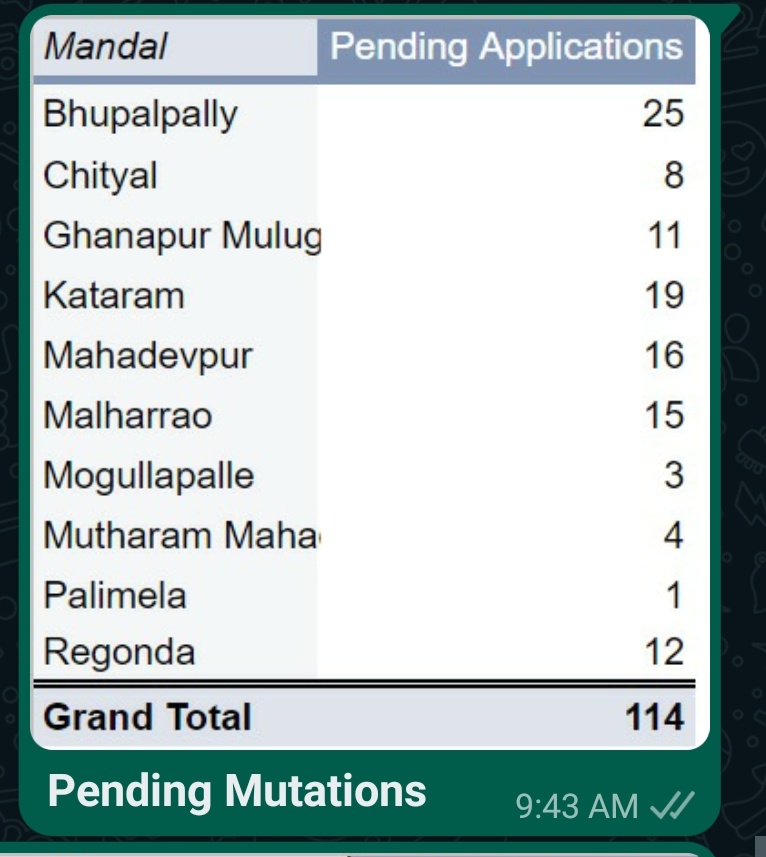 Mandal Pending Applications
Bhupalpally 25
Chityal 8
Ghanapur Mulug 11
Kataram 19
Mahadevpur 16
Malharrao 15
Mogullapalle 3
Mutharam Maha 4
Palimela 1
Regonda 12
Grand Total 114
Pending Mutations
9:43 AM